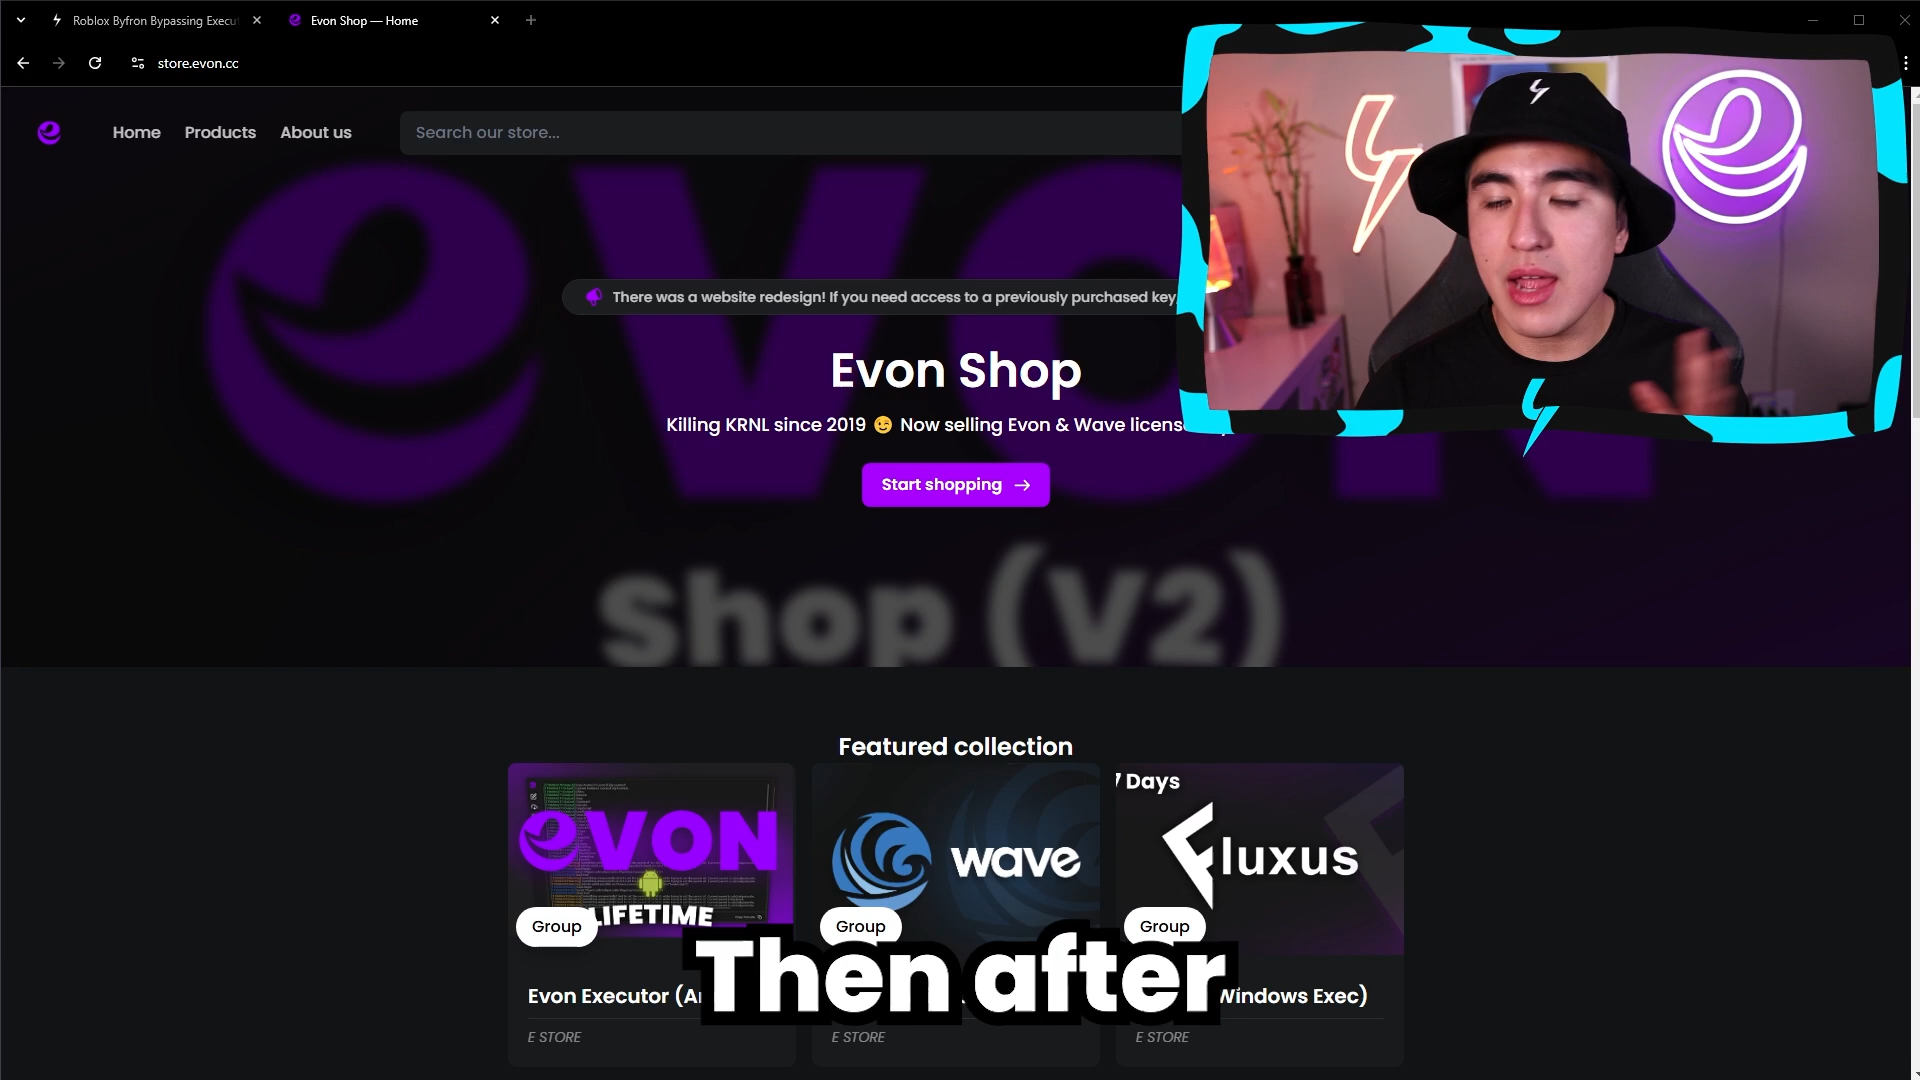 Roblox Byfron Bypassing Execu
Evon Shop — Home
store.evon.cc
Home
Products
About us
Search our store...
evon
There was a website redesign! If you need access to a previously purchased key,
Evon Shop
Killing KRNL since 2019 😉 Now selling Evon & Wave licens
Start shopping →
Shop (V2)
Featured collection
evon
LIFETIME
Group
Evon Executor (A
E STORE
wave
Group
E STORE
7 Days
Fluxus
Group
Windows Exec)
E STORE
Then after